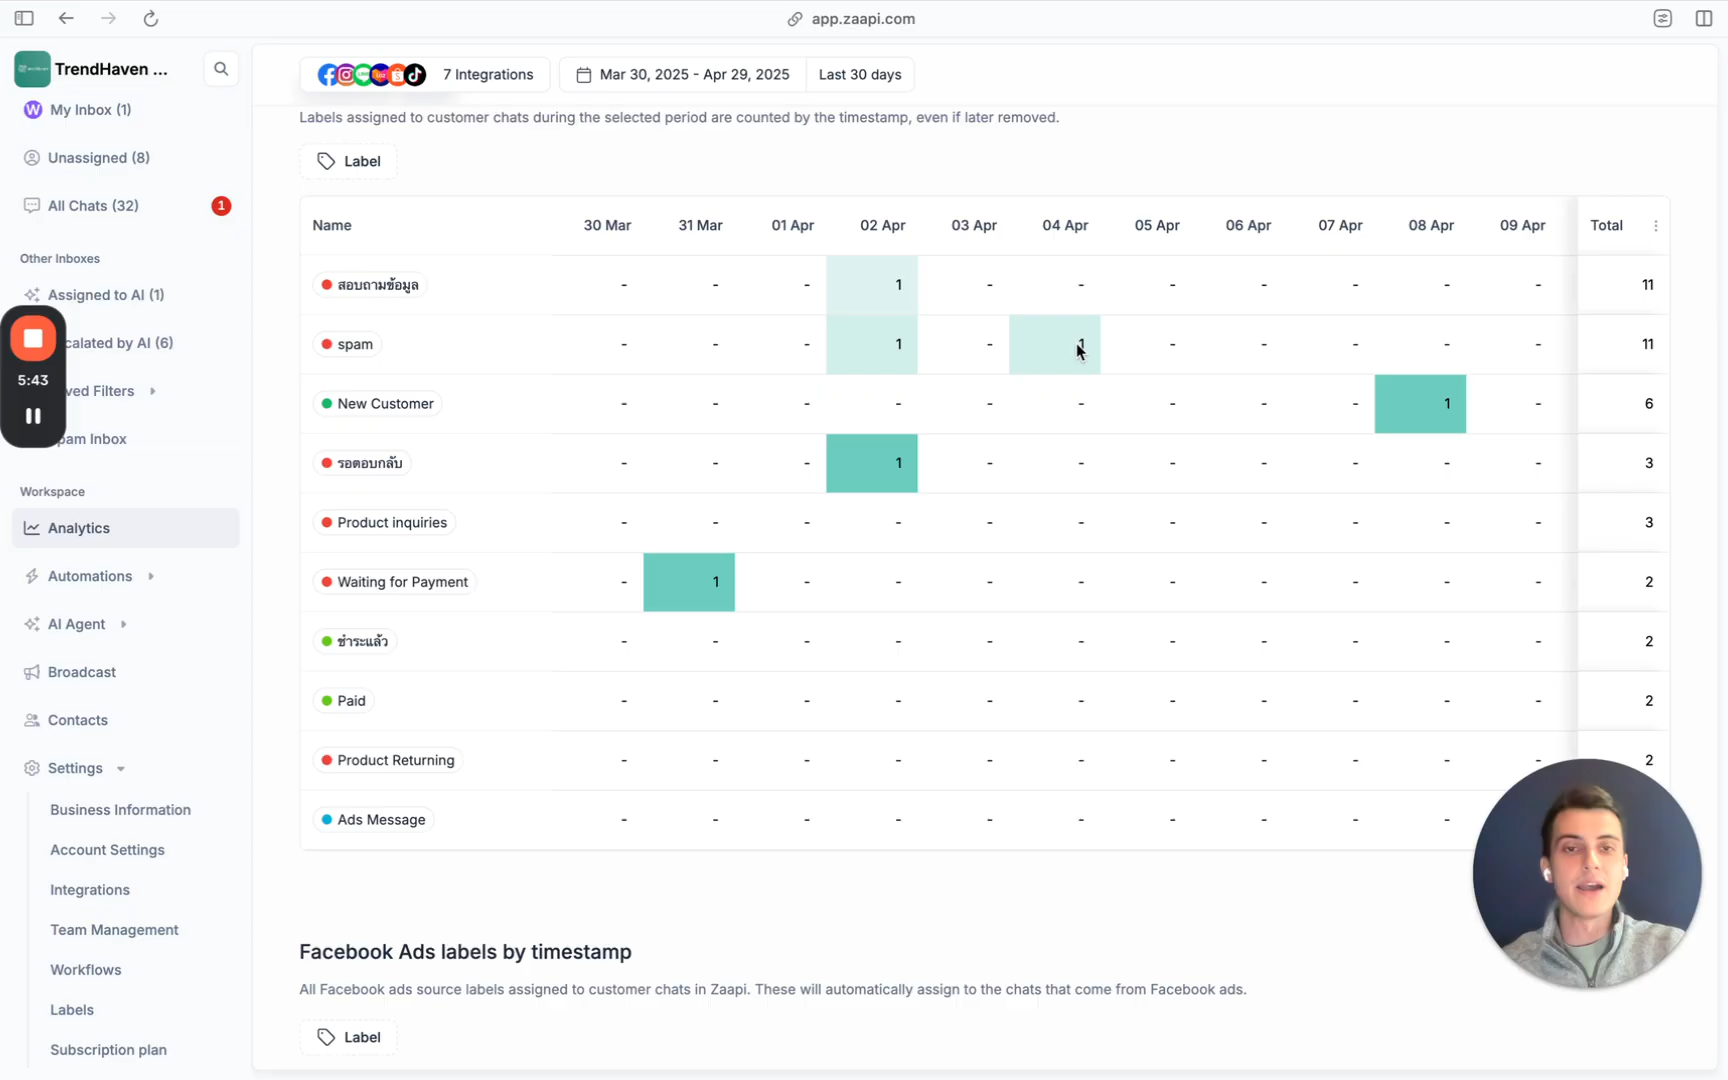 app.zaapi.com
TrendHaven ...
My Inbox (1)
Unassigned (8)
All Chats (32)
1
Other Inboxes
Assigned to AI (1)
calated by AI (6)
ved Filters
pam Inbox
5:43
Workspace
Analytics
Automations
AI Agent
Broadcast
Contacts
Settings
Business Information
Account Settings
Integrations
Team Management
Workflows
Labels
Subscription plan
7 Integrations
Mar 30, 2025 - Apr 29, 2025
Last 30 days
Labels assigned to customer chats during the selected period are counted by the timestamp, even if later removed.
Label
Name 30 Mar 31 Mar 01 Apr 02 Apr 03 Apr 04 Apr 05 Apr 06 Apr 07 Apr 08 Apr 09 Apr Total
สอบถามข้อมูล - - - 1 - - - - - - - 11
spam - - - 1 - 1 - - - - - 11
New Customer - - - - - - - - - 1 - 6
รอตอบกลับ - - - 1 - - - - - - - 3
Product inquiries - - - - - - - - - - - 3
Waiting for Payment - 1 - - - - - - - - - 2
ชำระแล้ว - - - - - - - - - - - 2
Paid - - - - - - - - - - - 2
Product Returning - - - - - - - - - - - 2
Ads Message - - - - - - - - - -
Facebook Ads labels by timestamp
All Facebook ads source labels assigned to customer chats in Zaapi. These will automatically assign to the chats that come from Facebook ads.
Label